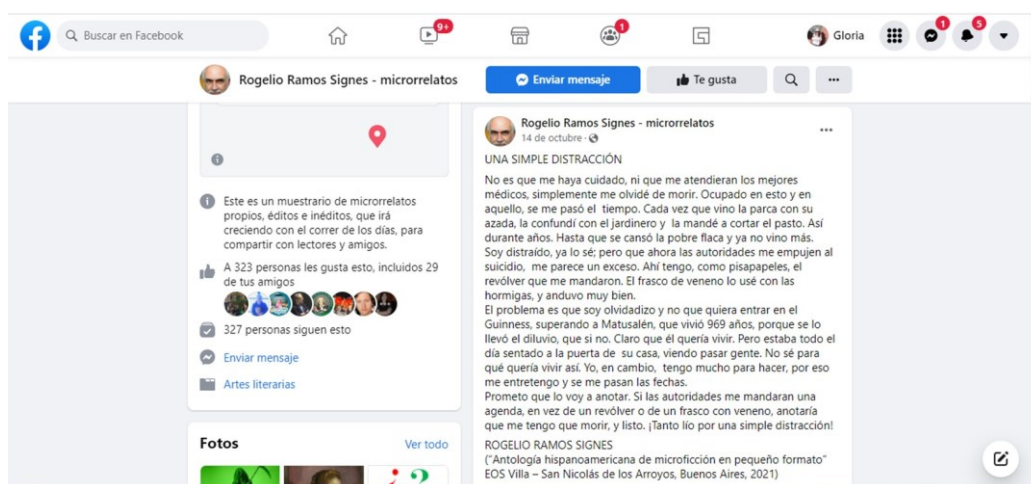 Buscar en Facebook
9+
1
Gloria
1
5
Rogelio Ramos Signes - microrrelatos
Enviar mensaje
Te gusta
Este es un muestrario de microrrelatos
propios, éditos e inéditos, que irá
creciendo con el correr de los días, para
compartir con lectores y amigos.
A 323 personas les gusta esto, incluidos 29
de tus amigos
327 personas siguen esto
Enviar mensaje
Artes literarias
Fotos
Ver todo
Rogelio Ramos Signes - microrrelatos
14 de octubre ·
UNA SIMPLE DISTRACCIÓN
No es que me haya cuidado, ni que me atendieran los mejores
médicos, simplemente me olvidé de morir. Ocupado en esto y en
aquello, se me pasó el tiempo. Cada vez que vino la parca con su
azada, la confundí con el jardinero y la mandé a cortar el pasto. Así
durante años. Hasta que se cansó la pobre flaca y ya no vino más.
Soy distraído, ya lo sé; pero que ahora las autoridades me empujen al
suicidio, me parece un exceso. Ahí tengo, como pisapapeles, el
revólver que me mandaron. El frasco de veneno lo usé con las
hormigas, y anduvo muy bien.
El problema es que soy olvidadizo y no que quiera entrar en el
Guinness, superando a Matusalén, que vivió 969 años, porque se lo
llevó el diluvio, que si no. Claro que él quería vivir. Pero estaba todo el
día sentado a la puerta de su casa, viendo pasar gente. No sé para
qué quería vivir así. Yo, en cambio, tengo mucho para hacer, por eso
me entretengo y se me pasan las fechas.
Prometo que lo voy a anotar. Si las autoridades me mandaran una
agenda, en vez de un revólver o de un frasco con veneno, anotaría
que me tengo que morir, y listo. ¡Tanto lío por una simple distracción!
ROGELIO RAMOS SIGNES
("Antología hispanoamericana de microficción en pequeño formato"
EOS Villa – San Nicolás de los Arroyos, Buenos Aires, 2021)